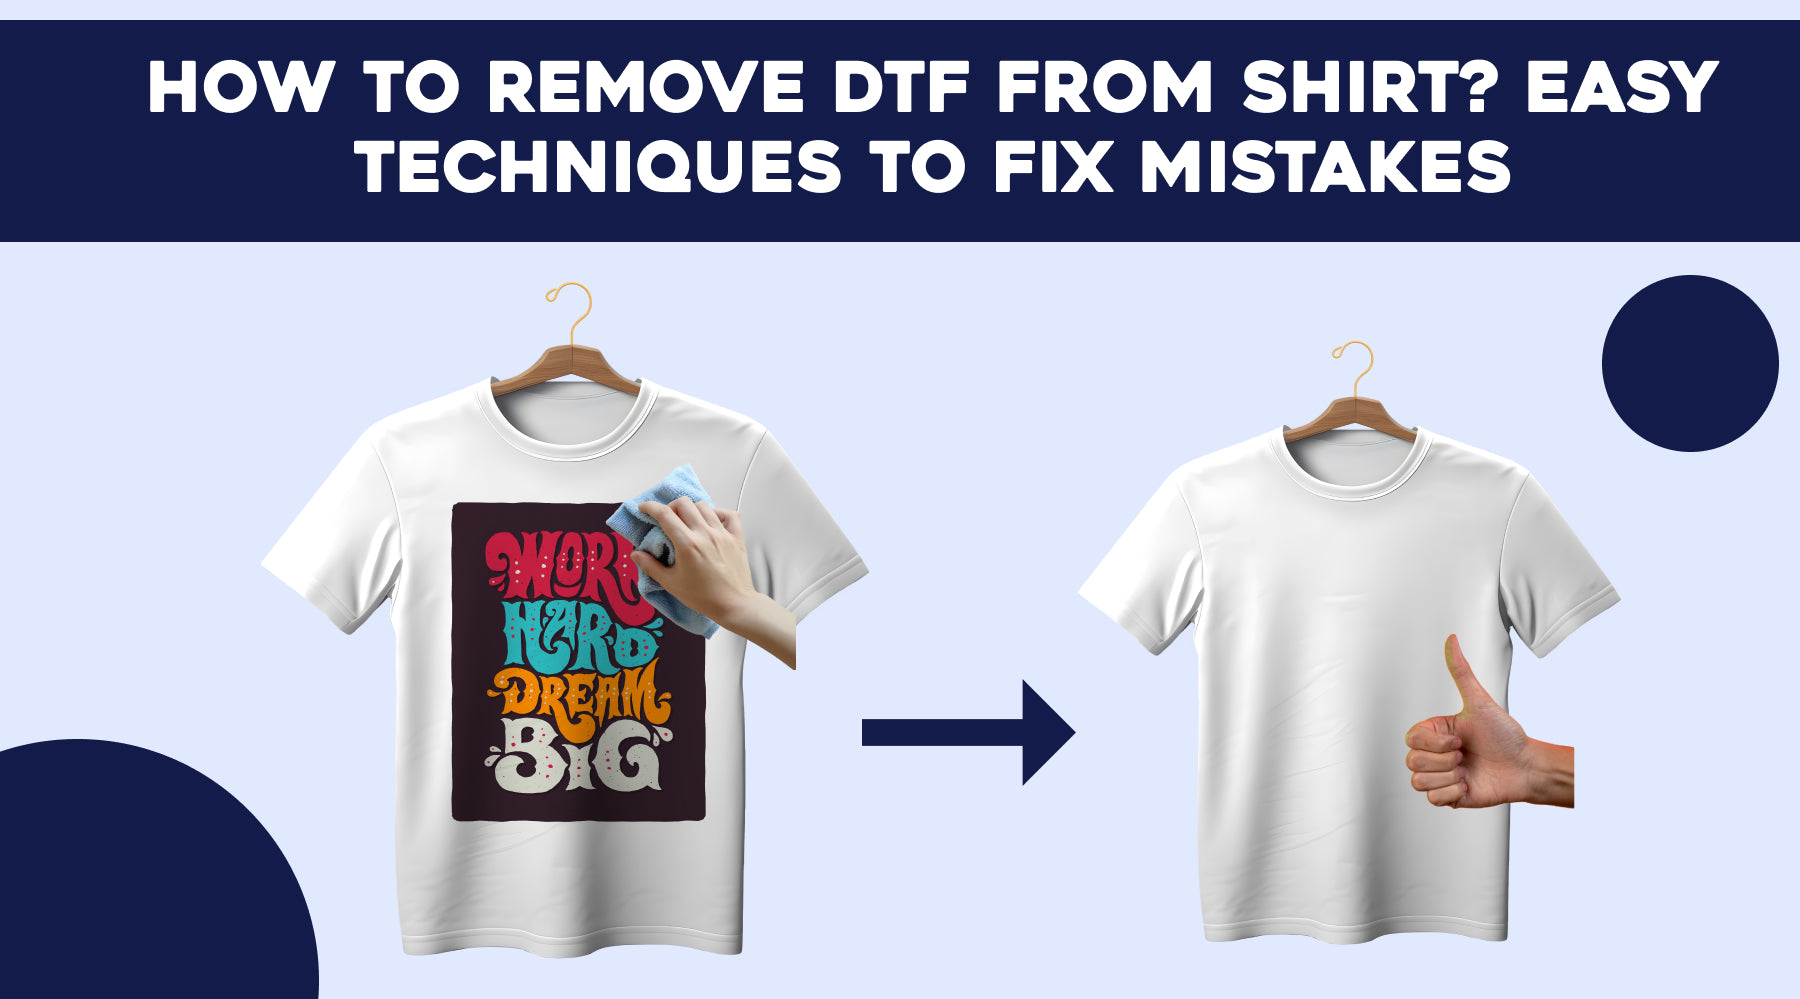 HOW TO REMOVE DTF FROM SHIRT? EASY
TECHNIQUES TO FIX MISTAKES
WORK
HARD
DREAM
BIG